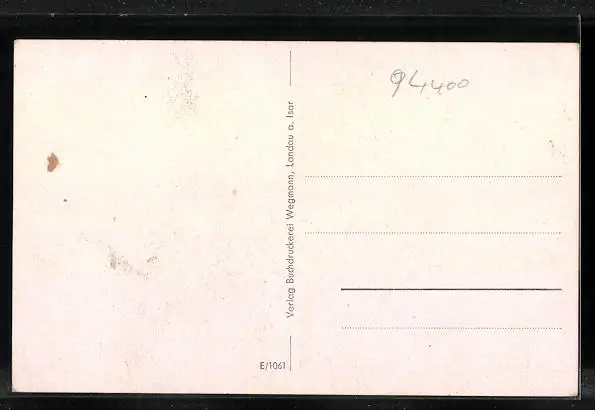 94400
Verlag Buchdruckerei Wegmann, Landau a. Isar
E/1061